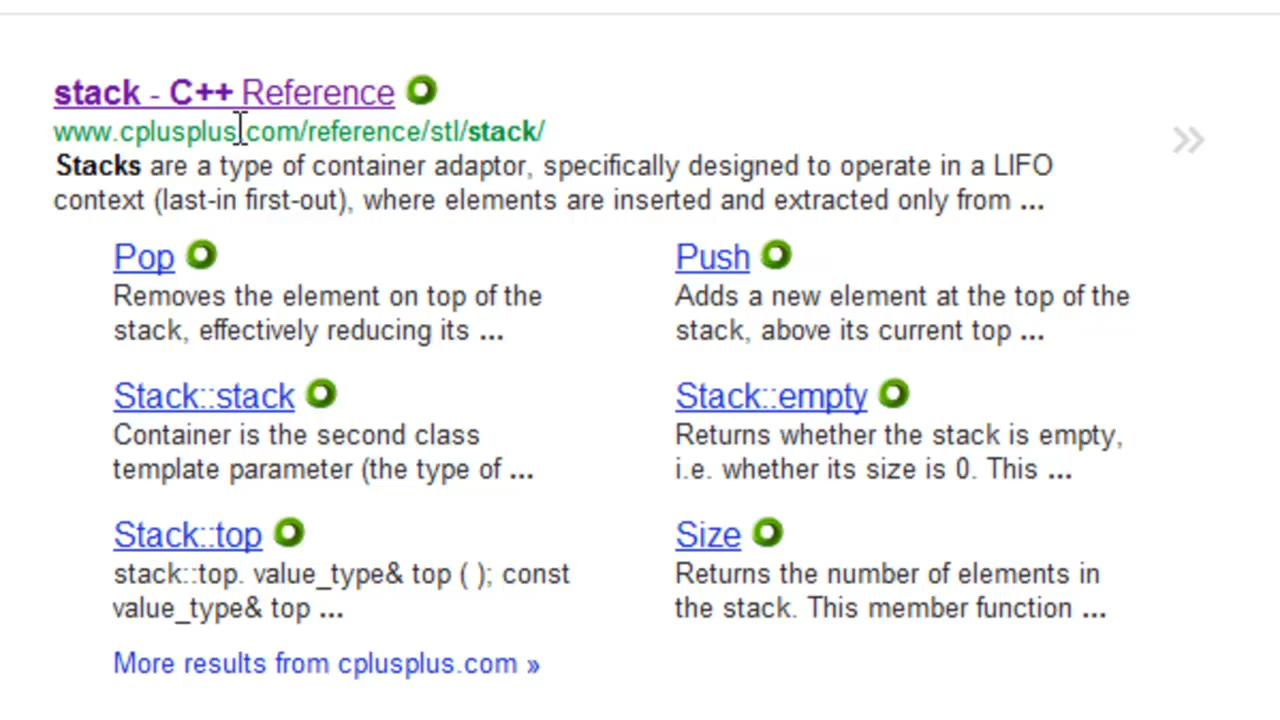 stack - C++ Reference
www.cplusplus.com/reference/stl/stack/
Stacks are a type of container adaptor, specifically designed to operate in a LIFO
context (last-in first-out), where elements are inserted and extracted only from ...
Pop
Removes the element on top of the
stack, effectively reducing its ...
Push
Adds a new element at the top of the
stack, above its current top ...
Stack::stack
Container is the second class
template parameter (the type of ...
Stack::empty
Returns whether the stack is empty,
i.e. whether its size is 0. This ...
Stack::top
stack::top. value_type& top ( ); const
value_type& top ...
Size
Returns the number of elements in
the stack. This member function ...
More results from cplusplus.com »